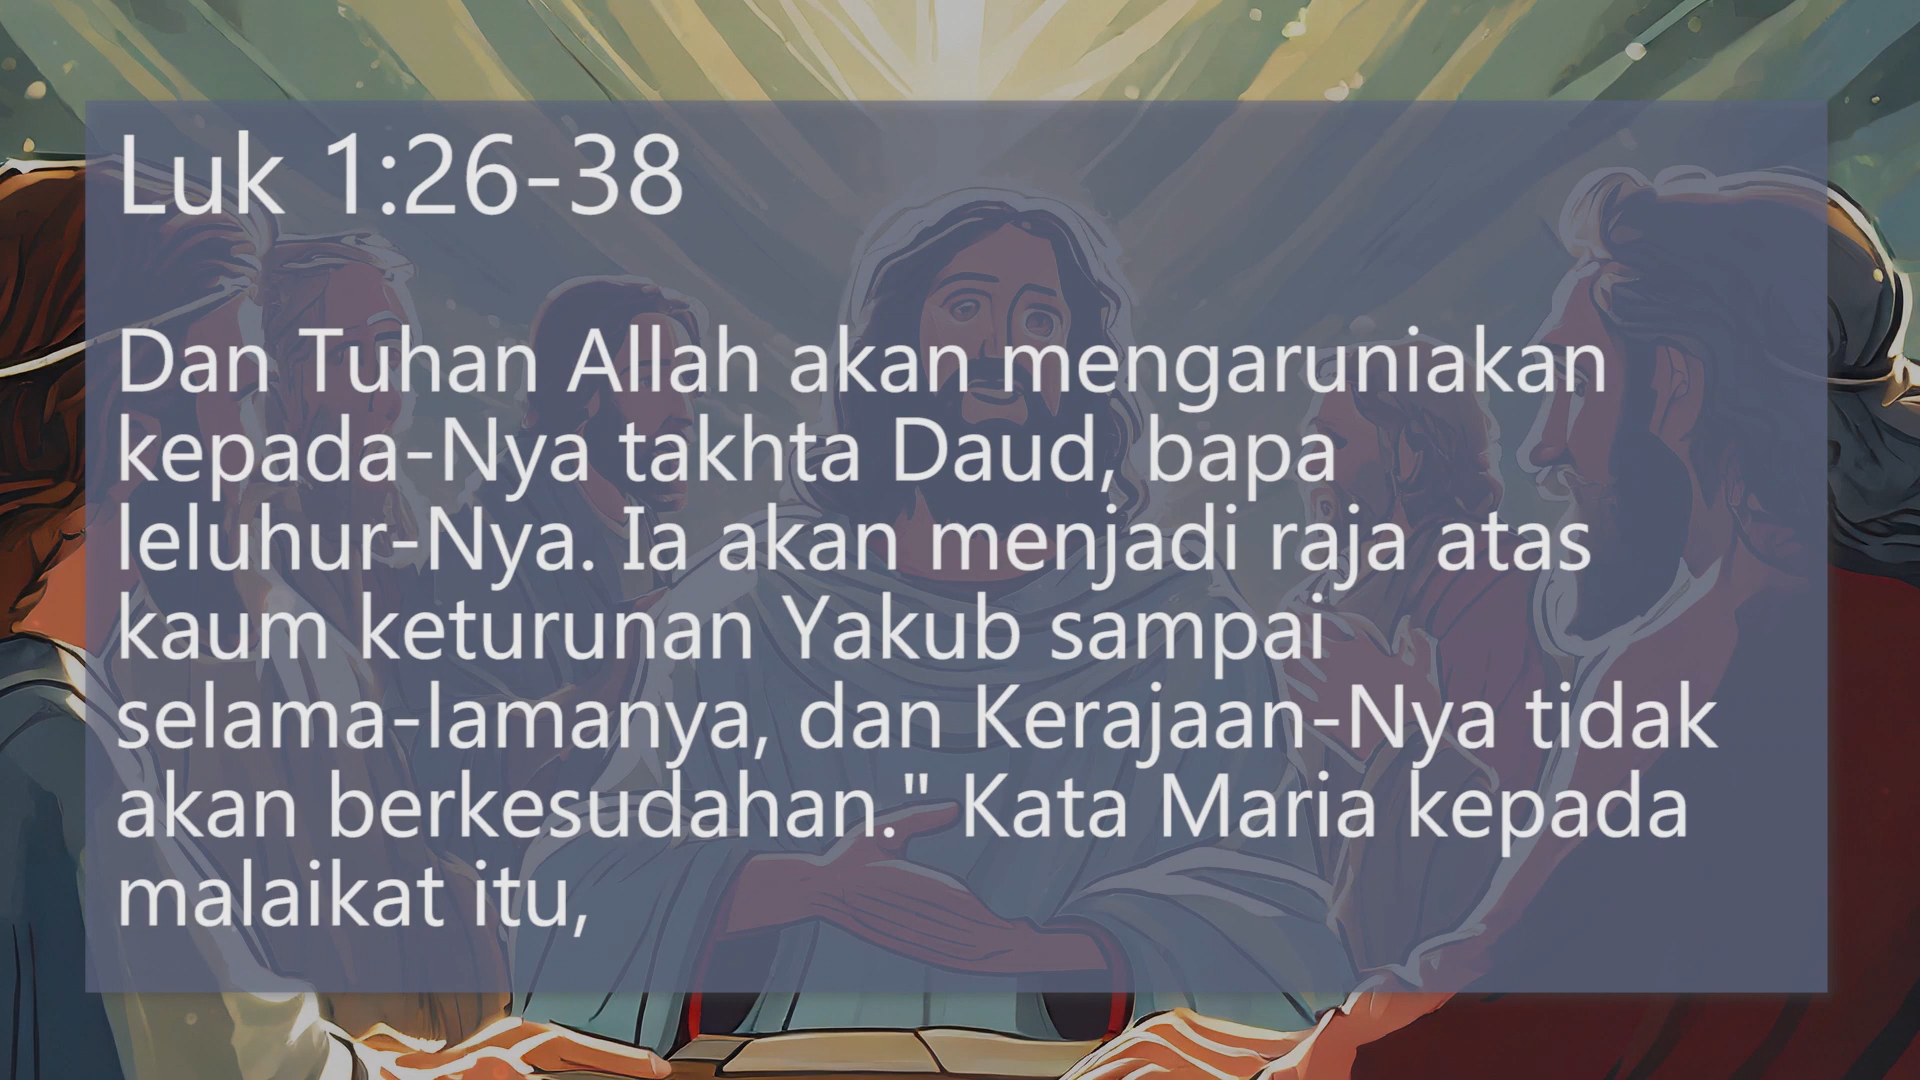 Luk 1:26-38
Dan Tuhan Allah akan mengaruniakan
kepada-Nya takhta Daud, bapa
leluhur-Nya. Ia akan menjadi raja atas
kaum keturunan Yakub sampai
selama-lamanya, dan Kerajaan-Nya tidak
akan berkesudahan." Kata Maria kepada
malaikat itu,